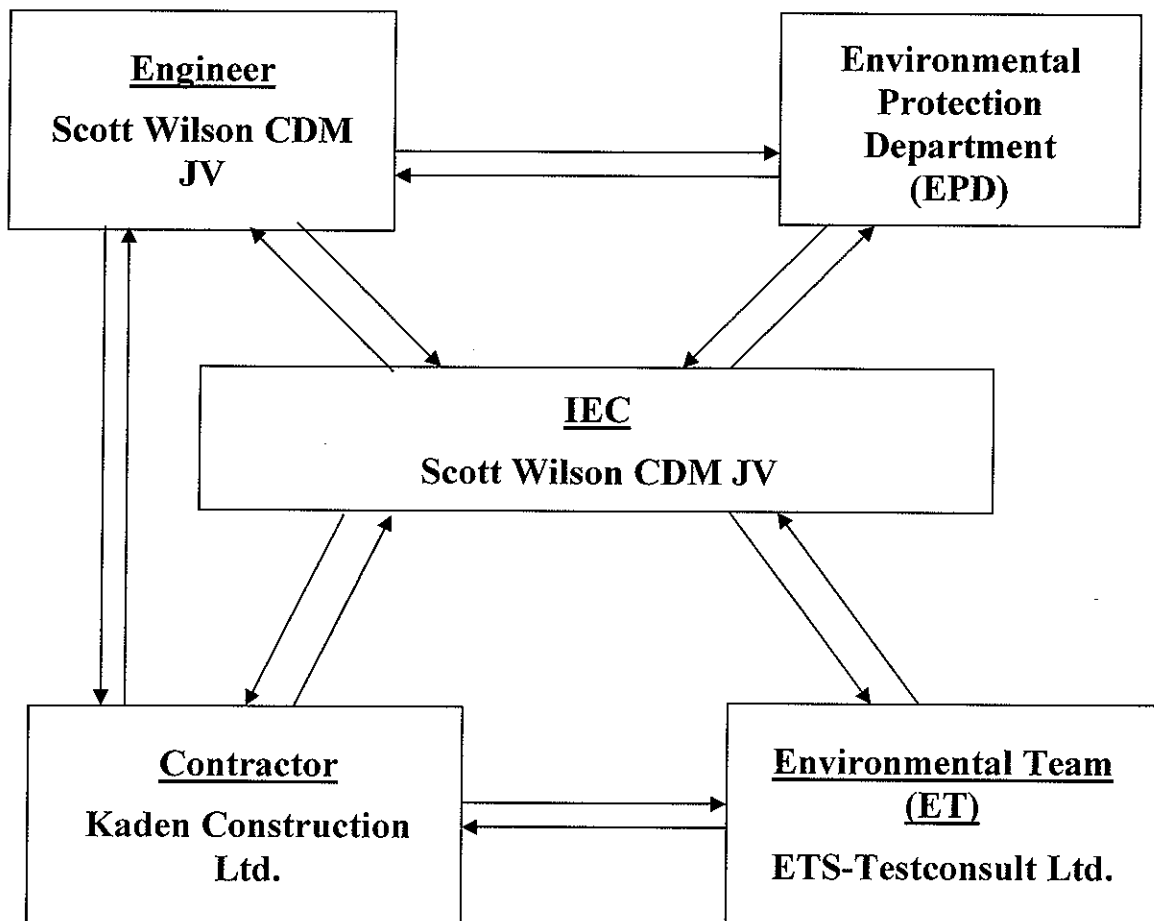 Engineer
Scott Wilson CDM
JV
Environmental
Protection
Department
(EPD)
IEC
Scott Wilson CDM JV
Contractor
Kaden Construction
Ltd.
Environmental Team
(ET)
ETS-Testconsult Ltd.